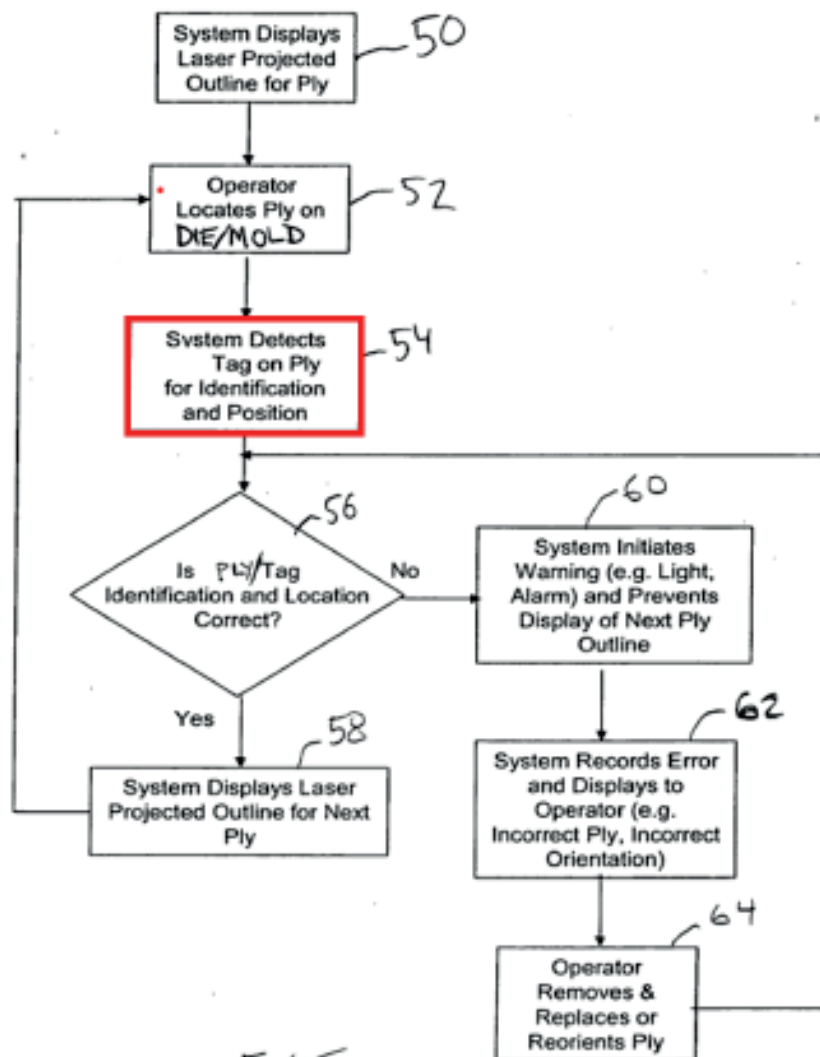 System Displays
Laser Projected
Outline for Ply
50
Operator
Locates Ply on
DIE/MOLD
52
System Detects
Tag on Ply
for Identification
and Position
54
56
Is PLY/Tag
Identification and Location
Correct?
No
Yes
60
System Initiates
Warning (e.g. Light,
Alarm) and Prevents
Display of Next Ply
Outline
58
System Displays Laser
Projected Outline for Next
Ply
62
System Records Error
and Displays to
Operator (e.g.
Incorrect Ply, Incorrect
Orientation)
64
Operator
Removes &
Replaces or
Reorients Ply